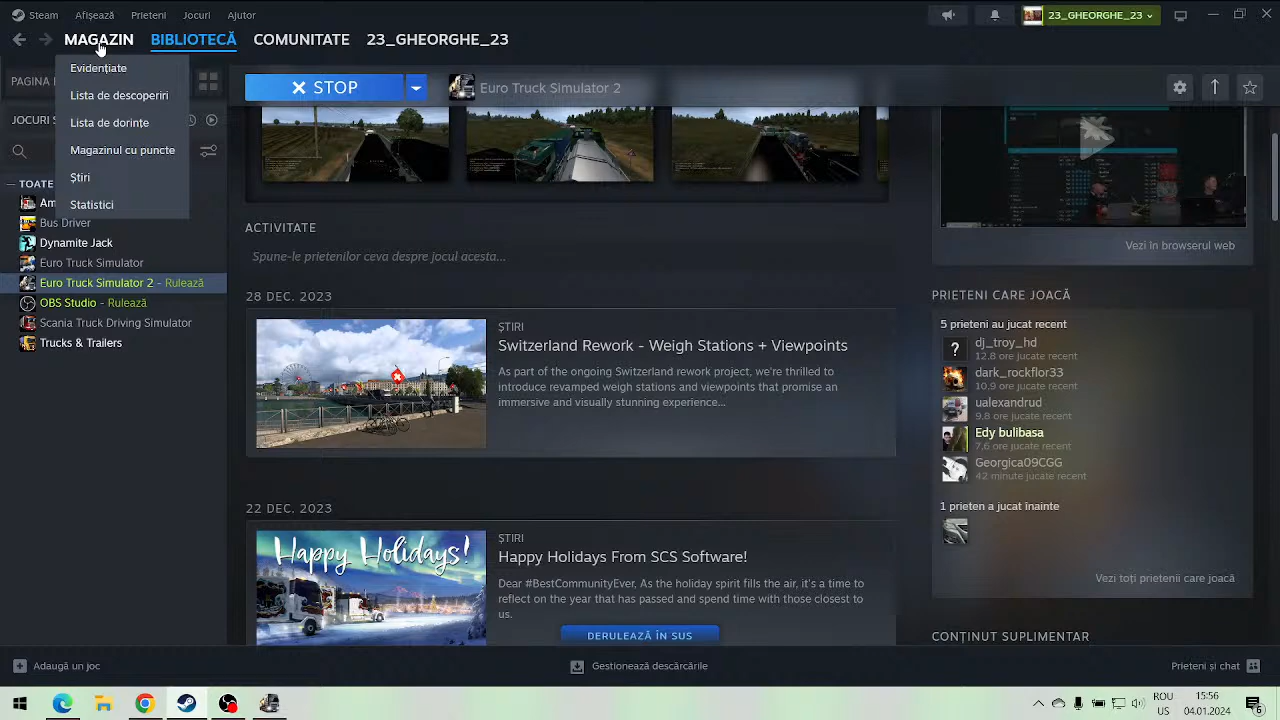 Steam Afișează Prieteni Jocuri Ajutor
23_GHEORGHE_23
MAGAZIN BIBLIOTECĂ COMUNITATE 23_GHEORGHE_23
Evidențiate
Lista de descoperiri
Lista de dorințe
Magazinul cu puncte
Știri
Statistici
PAGINA
JOCURI
TOATE
STOP
Euro Truck Simulator 2
Bus Driver
Dynamite Jack
Euro Truck Simulator
Euro Truck Simulator 2 - Rulează
OBS Studio - Rulează
Scania Truck Driving Simulator
Trucks & Trailers
ACTIVITATE
Spune-le prietenilor ceva despre jocul acesta...
28 DEC. 2023
ȘTIRI
Switzerland Rework - Weigh Stations + Viewpoints
As part of the ongoing Switzerland rework project, we're thrilled to
introduce revamped weigh stations and viewpoints that promise an
immersive and visually stunning experience...
22 DEC. 2023
Happy Holidays!
ȘTIRI
Happy Holidays From SCS Software!
Dear #BestCommunityEver, As the holiday spirit fills the air, it's a time to
reflect on the year that has passed and spend time with those closest to
us.
DERULEAZĂ ÎN SUS
Vezi în browserul web
PRIETENI CARE JOACĂ
5 prieteni au jucat recent
?
dj_troy_hd
12.8 ore jucate recent
dark_rockflor33
10.9 ore jucate recent
ualexandrud
9,8 ore jucate recent
Edy bulibasa
7,6 ore jucate recent
Georgica09CGG
42 minute jucate recent
1 prieten a jucat înainte
Vezi toți prietenii care joacă
CONȚINUT SUPLIMENTAR
Adaugă un joc
Gestionează descărcările
Prieteni și chat
ROU
US
15:56
04.01.2024
6